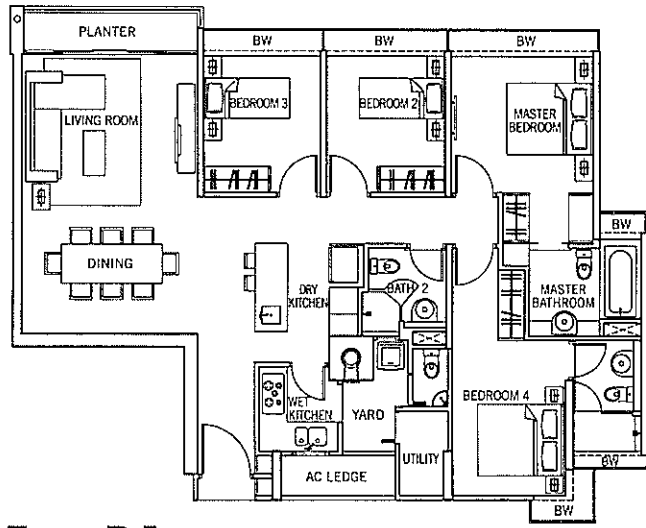 PLANTER
BW
BW
BW
BEDROOM 3
BEDROOM 2
LIVING ROOM
MASTER
BEDROOM
BW
DINING
DRY
KITCHEN
BATH 2
MASTER
BATHROOM
WET
KITCHEN
YARD
BEDROOM 4
UTILITY
AC LEDGE
BW
BW